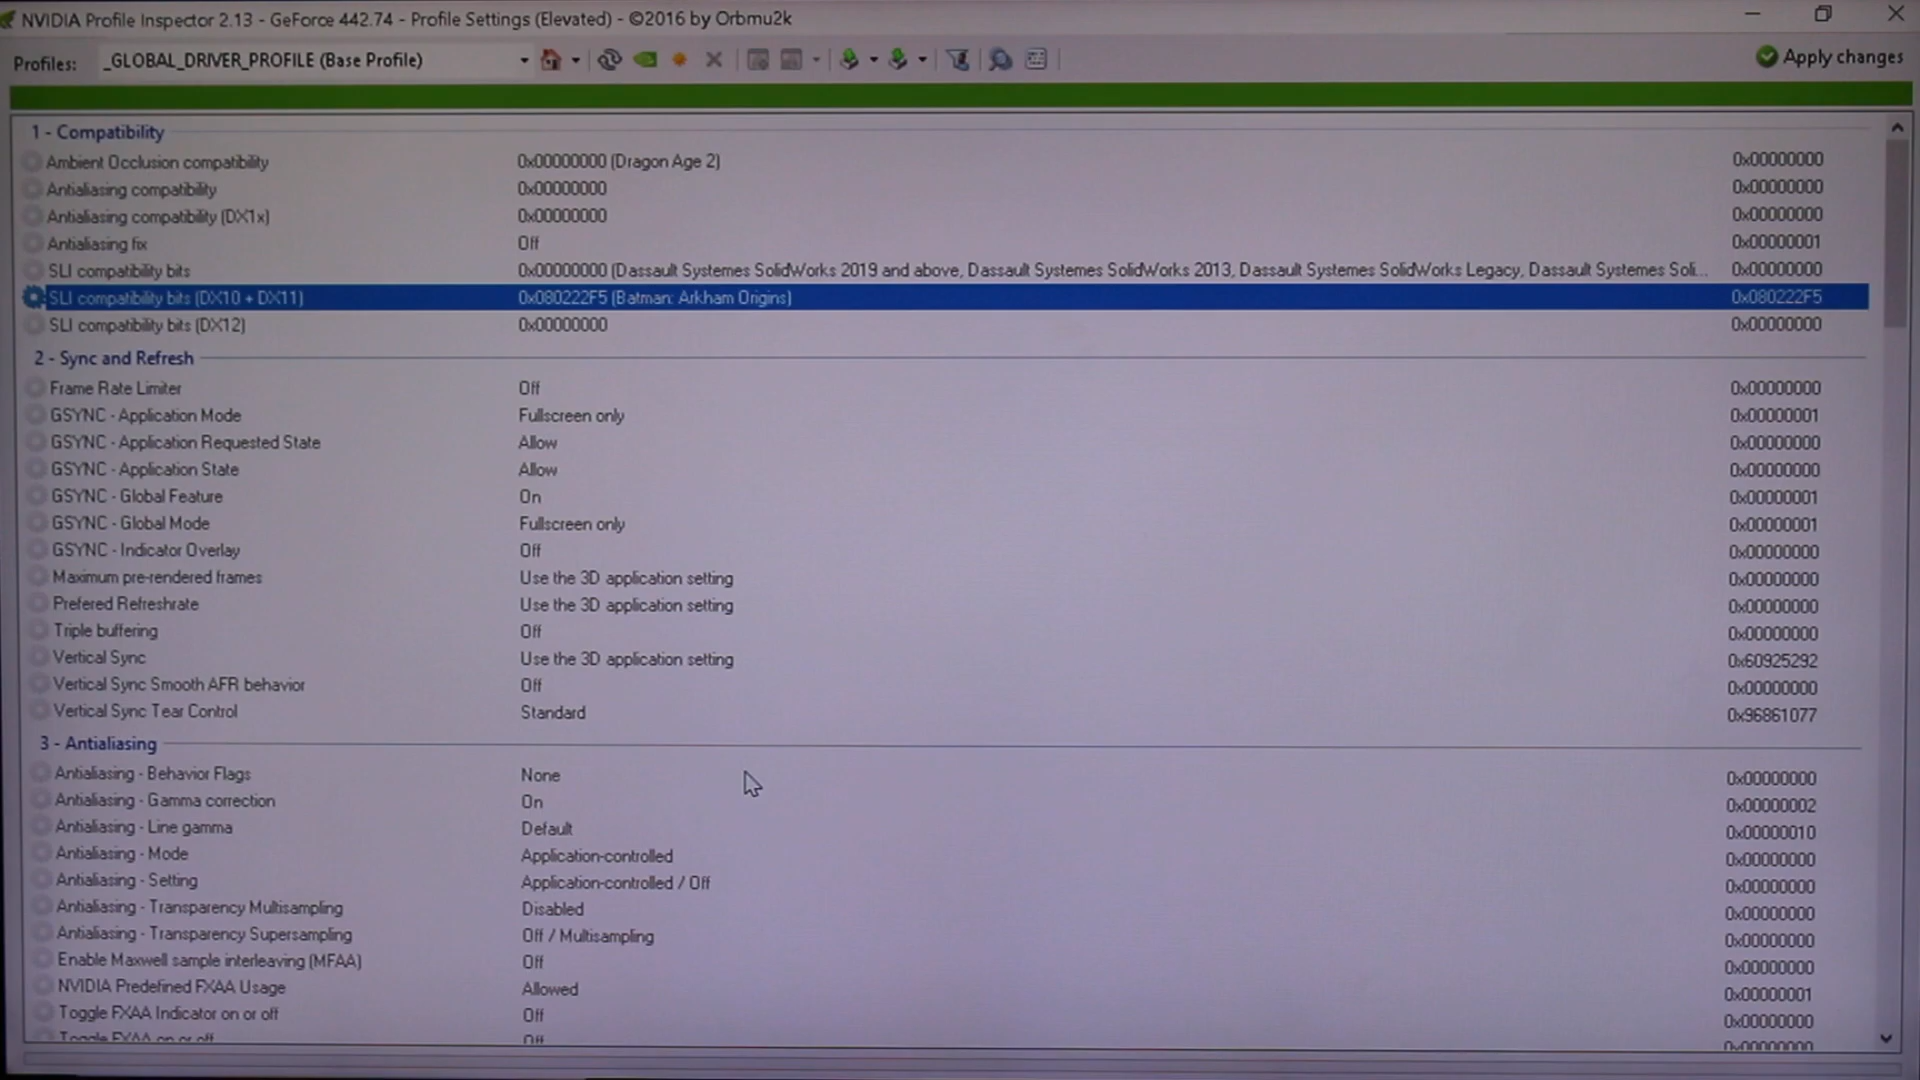 NVIDIA Profile Inspector 2.13 - GeForce 442.74 - Profile Settings (Elevated) - ©2016 by Orbmu2k
Profiles: _GLOBAL_DRIVER_PROFILE (Base Profile) Apply changes
1 - Compatibility
Ambient Occlusion compatibility 0x00000000 (Dragon Age 2) 0x00000000
Antialiasing compatibility 0x00000000 0x00000000
Antialiasing compatibility (DX1x) 0x00000000 0x00000000
Antialiasing fix Off 0x00000001
SLI compatibility bits 0x00000000 (Dassault Systemes SolidWorks 2019 and above, Dassault Systemes SolidWorks 2013, Dassault Systemes SolidWorks Legacy, Dassault Systemes Soli... 0x00000000
SLI compatibility bits (DX10 + DX11) 0x080222F5 (Batman: Arkham Origins) 0x080222F5
SLI compatibility bits (DX12) 0x00000000 0x00000000
2 - Sync and Refresh
Frame Rate Limiter Off 0x00000000
GSYNC - Application Mode Fullscreen only 0x00000001
GSYNC - Application Requested State Allow 0x00000000
GSYNC - Application State Allow 0x00000000
GSYNC - Global Feature On 0x00000001
GSYNC - Global Mode Fullscreen only 0x00000001
GSYNC - Indicator Overlay Off 0x00000000
Maximum pre-rendered frames Use the 3D application setting 0x00000000
Prefered Refreshrate Use the 3D application setting 0x00000000
Triple buffering Off 0x00000000
Vertical Sync Use the 3D application setting 0x60925292
Vertical Sync Smooth AFR behavior Off 0x00000000
Vertical Sync Tear Control Standard 0x96861077
3 - Antialiasing
Antialiasing - Behavior Flags None 0x00000000
Antialiasing - Gamma correction On 0x00000002
Antialiasing - Line gamma Default 0x00000010
Antialiasing - Mode Application-controlled 0x00000000
Antialiasing - Setting Application-controlled / Off 0x00000000
Antialiasing - Transparency Multisampling Disabled 0x00000000
Antialiasing - Transparency Supersampling Off / Multisampling 0x00000000
Enable Maxwell sample interleaving (MFAA) Off 0x00000000
NVIDIA Predefined FXAA Usage Allowed 0x00000001
Toggle FXAA Indicator on or off Off 0x00000000
Toggle FXAA on or off Off 0x00000000